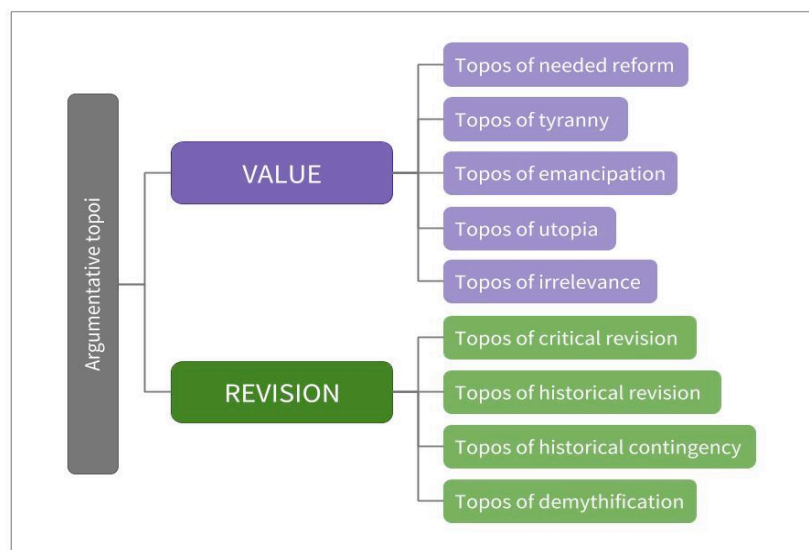 Argumentative topoi
VALUE
Topos of needed reform
Topos of tyranny
Topos of emancipation
Topos of utopia
Topos of irrelevance
REVISION
Topos of critical revision
Topos of historical revision
Topos of historical contingency
Topos of demythification